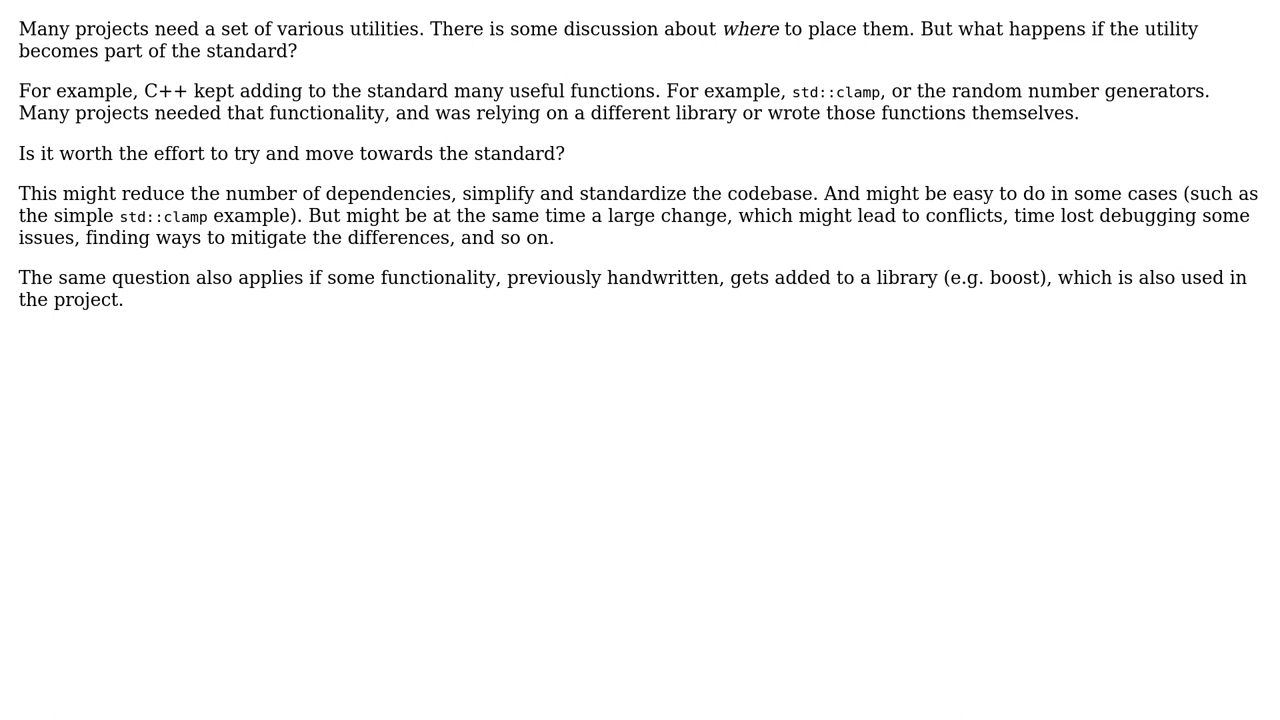 Many projects need a set of various utilities. There is some discussion about where to place them. But what happens if the utility
becomes part of the standard?
For example, C++ kept adding to the standard many useful functions. For example, std::clamp, or the random number generators.
Many projects needed that functionality, and was relying on a different library or wrote those functions themselves.
Is it worth the effort to try and move towards the standard?
This might reduce the number of dependencies, simplify and standardize the codebase. And might be easy to do in some cases (such as
the simple std::clamp example). But might be at the same time a large change, which might lead to conflicts, time lost debugging some
issues, finding ways to mitigate the differences, and so on.
The same question also applies if some functionality, previously handwritten, gets added to a library (e.g. boost), which is also used in
the project.